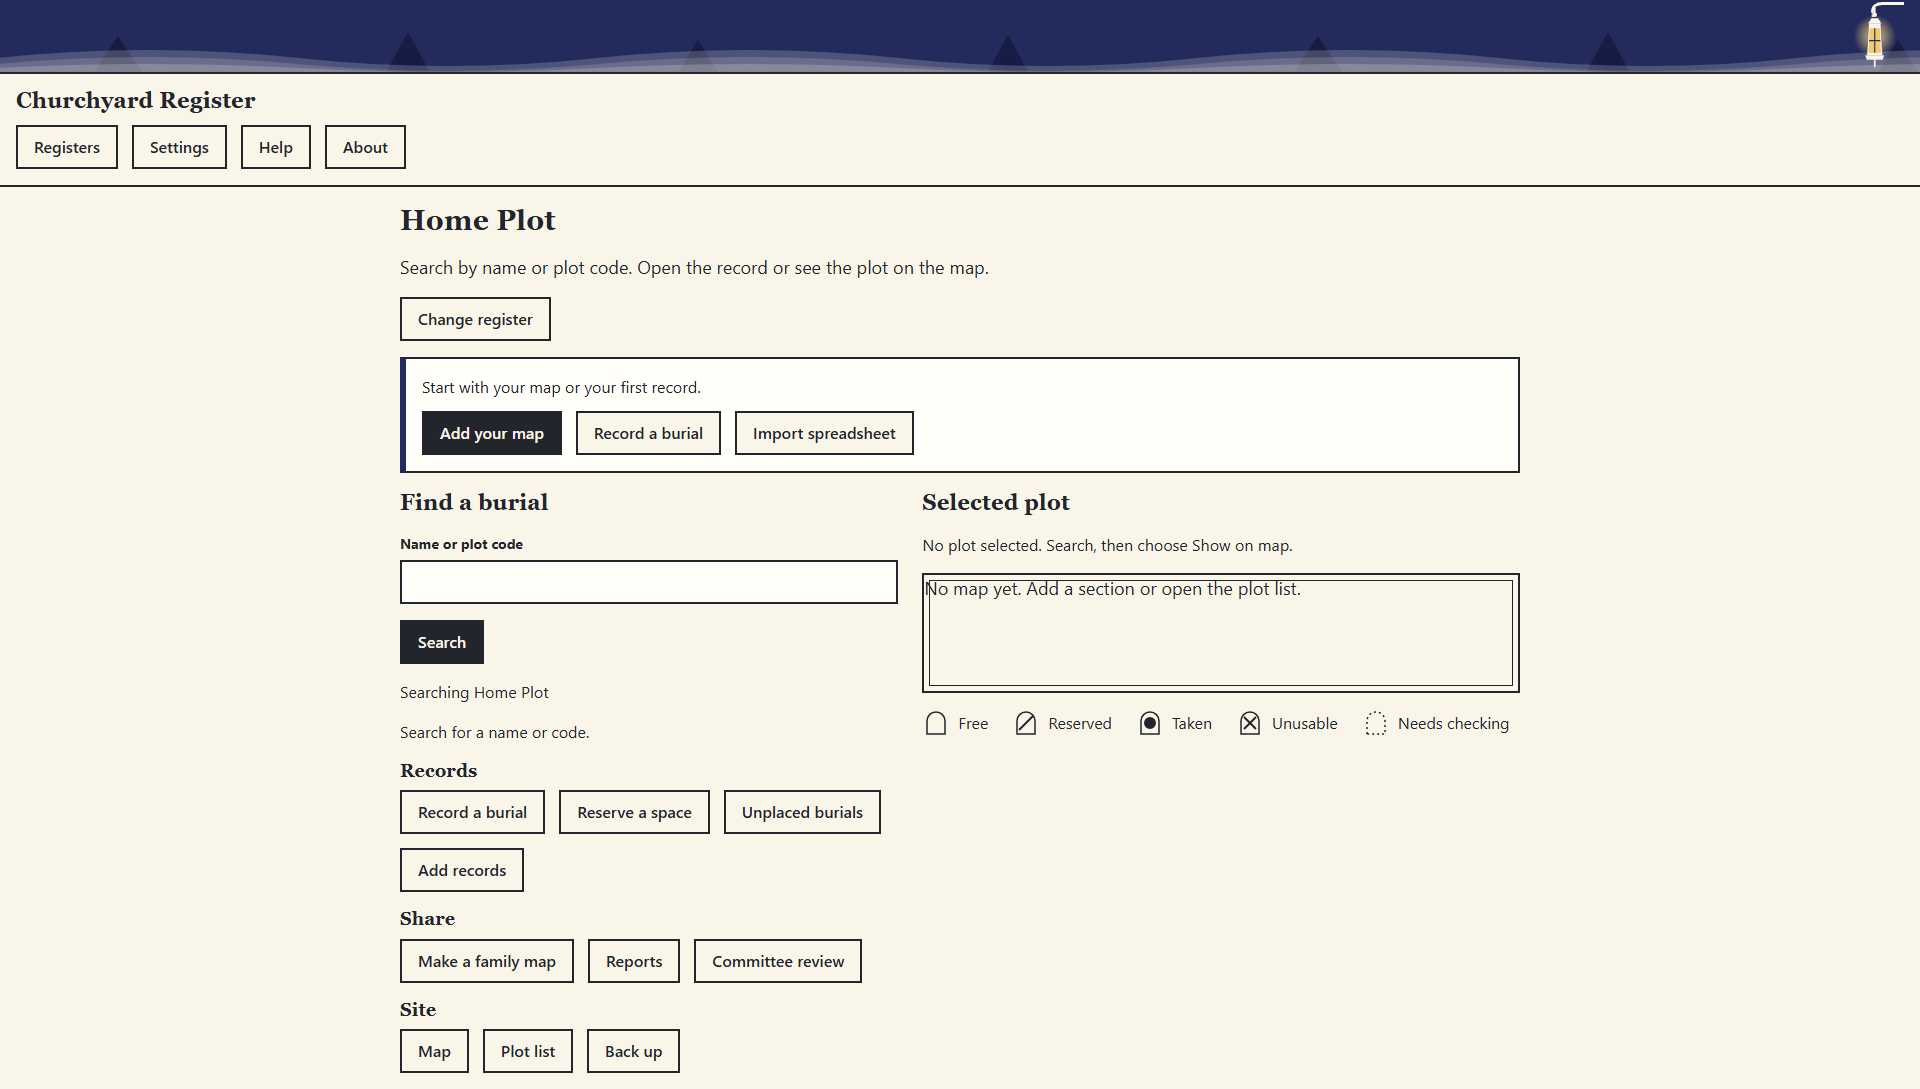 Churchyard Register
Registers Settings Help About
Home Plot
Search by name or plot code. Open the record or see the plot on the map.
Change register
Start with your map or your first record.
Add your map Record a burial Import spreadsheet
Find a burial
Name or plot code
Search
Searching Home Plot
Search for a name or code.
Records
Record a burial Reserve a space Unplaced burials
Add records
Share
Make a family map Reports Committee review
Site
Map Plot list Back up
Selected plot
No plot selected. Search, then choose Show on map.
No map yet. Add a section or open the plot list.
Free Reserved Taken Unusable Needs checking